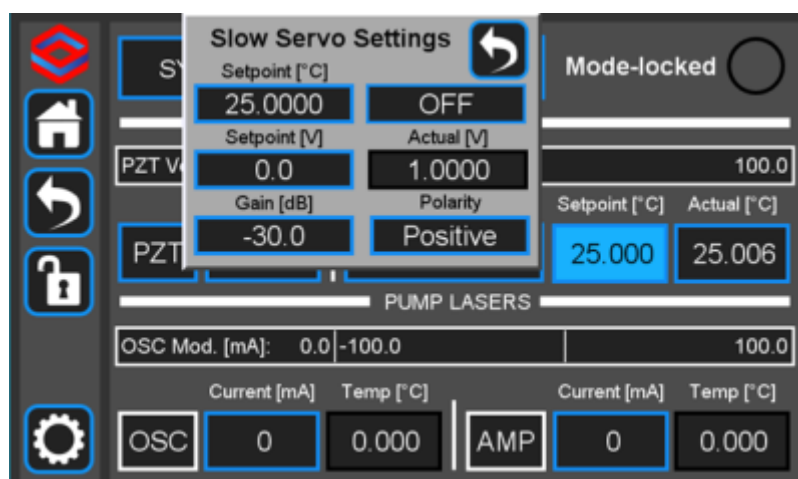 Slow Servo Settings
Setpoint [°C]
SY
Mode-locked
25.0000 OFF
Setpoint [V] Actual [V]
PZT V
0.0 1.0000
100.0
Gain [dB] Polarity
Setpoint [°C] Actual [°C]
PZT
-30.0 Positive
25.000 25.006
PUMP LASERS
OSC Mod. [mA]: 0.0 -100.0 100.0
Current [mA] Temp [°C] Current [mA] Temp [°C]
OSC 0 0.000 AMP 0 0.000